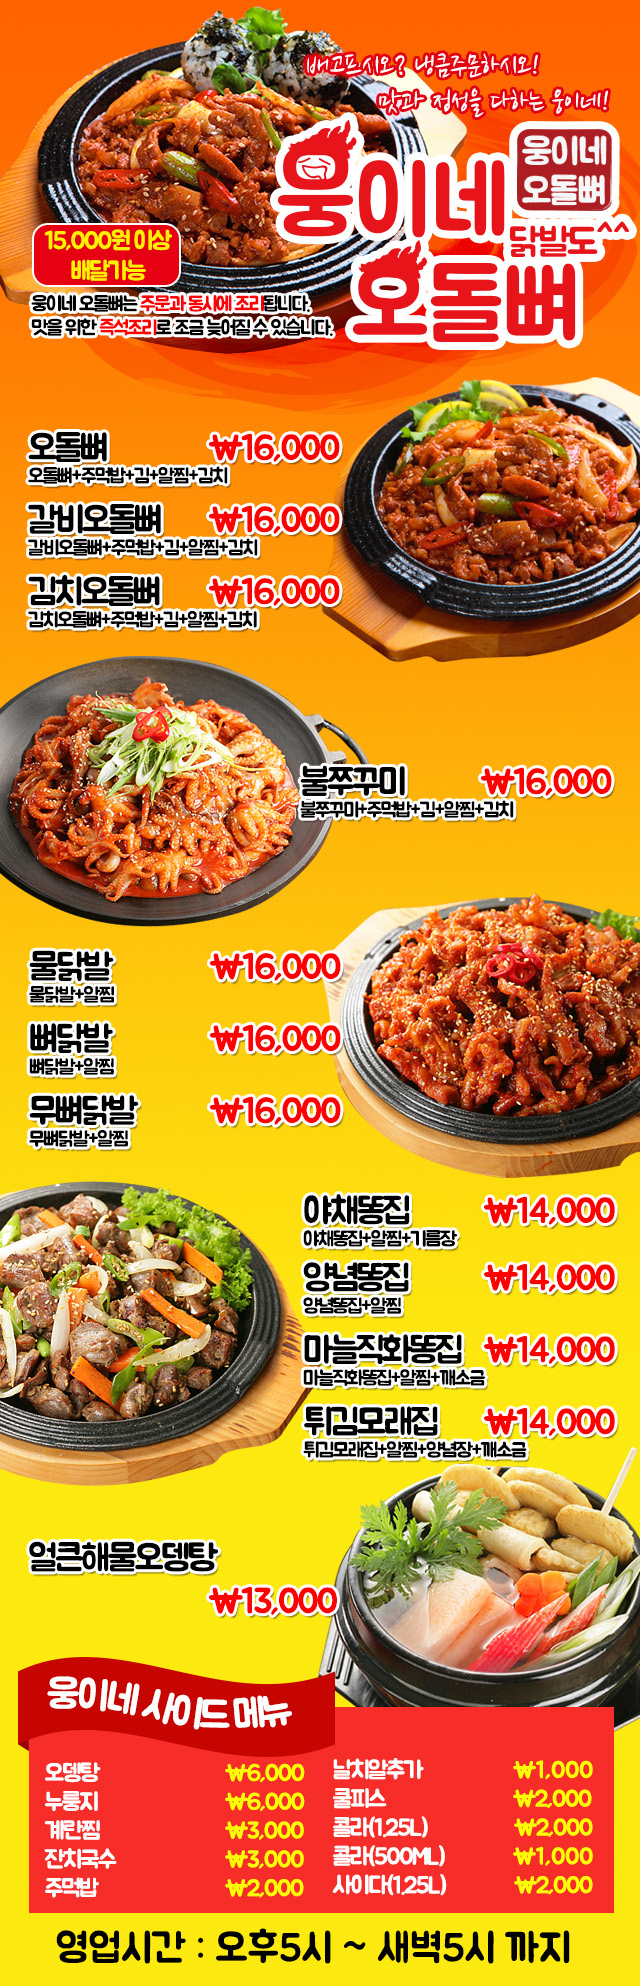 배고프시오? 냉큼주문하시오!
맛과 정성을 다하는 웅이네!
웅이네
오돌뼈
웅이네
닭발도^^
오돌뼈
15,000원 이상
배달가능
웅이네 오돌뼈는 주문과 동시에 조리됩니다.
맛을 위한 즉석조리로 조금 늦어질 수 있습니다.
오돌뼈 ₩16,000
오돌뼈+주먹밥+김+알찜+김치
갈비오돌뼈 ₩16,000
갈비오돌뼈+주먹밥+김+알찜+김치
김치오돌뼈 ₩16,000
김치오돌뼈+주먹밥+김+알찜+김치
불쭈꾸미 ₩16,000
불쭈꾸미+주먹밥+김+알찜+김치
물닭발 ₩16,000
물닭발+알찜
뼈닭발 ₩16,000
뼈닭발+알찜
무뼈닭발 ₩16,000
무뼈닭발+알찜
야채똥집 ₩14,000
야채똥집+알찜+기름장
양념똥집 ₩14,000
양념똥집+알찜
마늘직화똥집 ₩14,000
마늘직화똥집+알찜+깨소금
튀김모래집 ₩14,000
튀김모래집+알찜+양념장+깨소금
얼큰해물오뎅탕
₩13,000
웅이네 사이드 메뉴
오뎅탕 ₩6,000
누룽지 ₩6,000
계란찜 ₩3,000
잔치국수 ₩3,000
주먹밥 ₩2,000
날치알추가 ₩1,000
쿨피스 ₩2,000
콜라(1.25L) ₩2,000
콜라(500ML) ₩1,000
사이다(1.25L) ₩2,000
영업시간 : 오후5시 ~ 새벽5시 까지